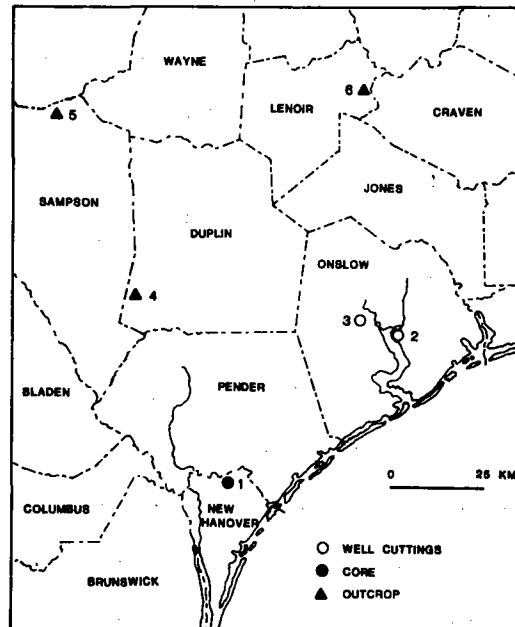 WAYNE
LENOIR
6
CRAVEN
5
JONES
SAMPSON
DUPLIN
ONSLOW
4
3
2
BLADEN
PENDER
0 25 KM
1
COLUMBUS
NEW
HANOVER
WELL CUTTINGS
CORE
BRUNSWICK
OUTCROP